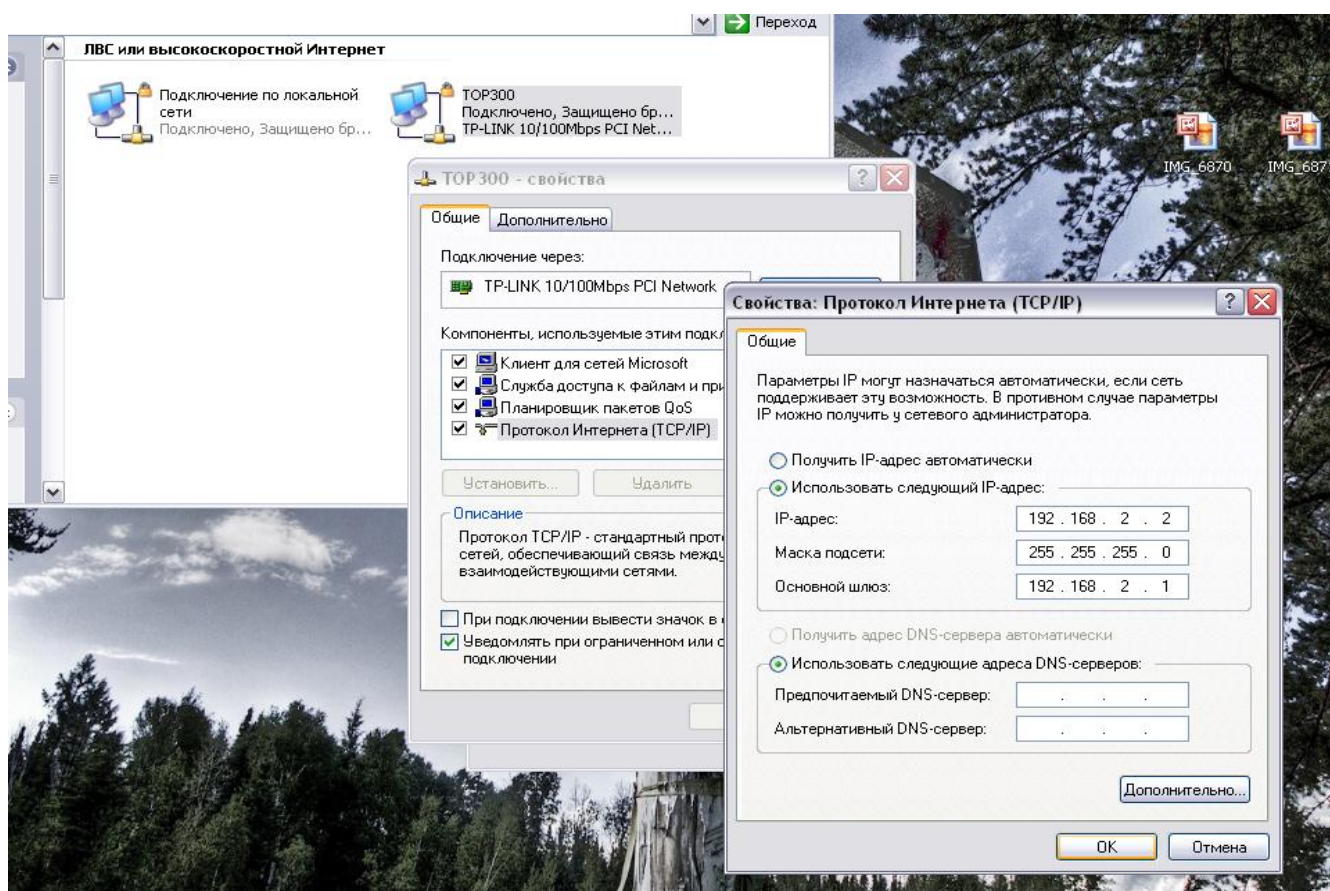 Переход
ЛВС или высокоскоростной Интернет
Подключение по локальной
сети
Подключено, Защищено бр...
TOP300
Подключено, Защищено бр...
TP-LINK 10/100Mbps PCI Net...
IMG_6870
IMG_687
TOP300 - свойства
Общие
Дополнительно
Подключение через:
TP-LINK 10/100Mbps PCI Network
Компоненты, используемые этим подкл
Клиент для сетей Microsoft
Служба доступа к файлам и при
Планировщик пакетов QoS
Протокол Интернета (TCP/IP)
Установить...
Удалить
Описание
Протокол TCP/IP - стандартный прот
сетей, обеспечивающий связь между
взаимодействующими сетями.
При подключении вывести значок в
Уведомлять при ограниченном или
подключении
Свойства: Протокол Интернета (TCP/IP)
Общие
Параметры IP могут назначаться автоматически, если сеть
поддерживает эту возможность. В противном случае параметры
IP можно получить у сетевого администратора.
Получить IP-адрес автоматически
Использовать следующий IP-адрес:
IP-адрес: 192 . 168 . 2 . 2
Маска подсети: 255 . 255 . 255 . 0
Основной шлюз: 192 . 168 . 2 . 1
Получить адрес DNS-сервера автоматически
Использовать следующие адреса DNS-серверов:
Предпочитаемый DNS-сервер: . . .
Альтернативный DNS-сервер: . . .
Дополнительно...
OK
Отмена